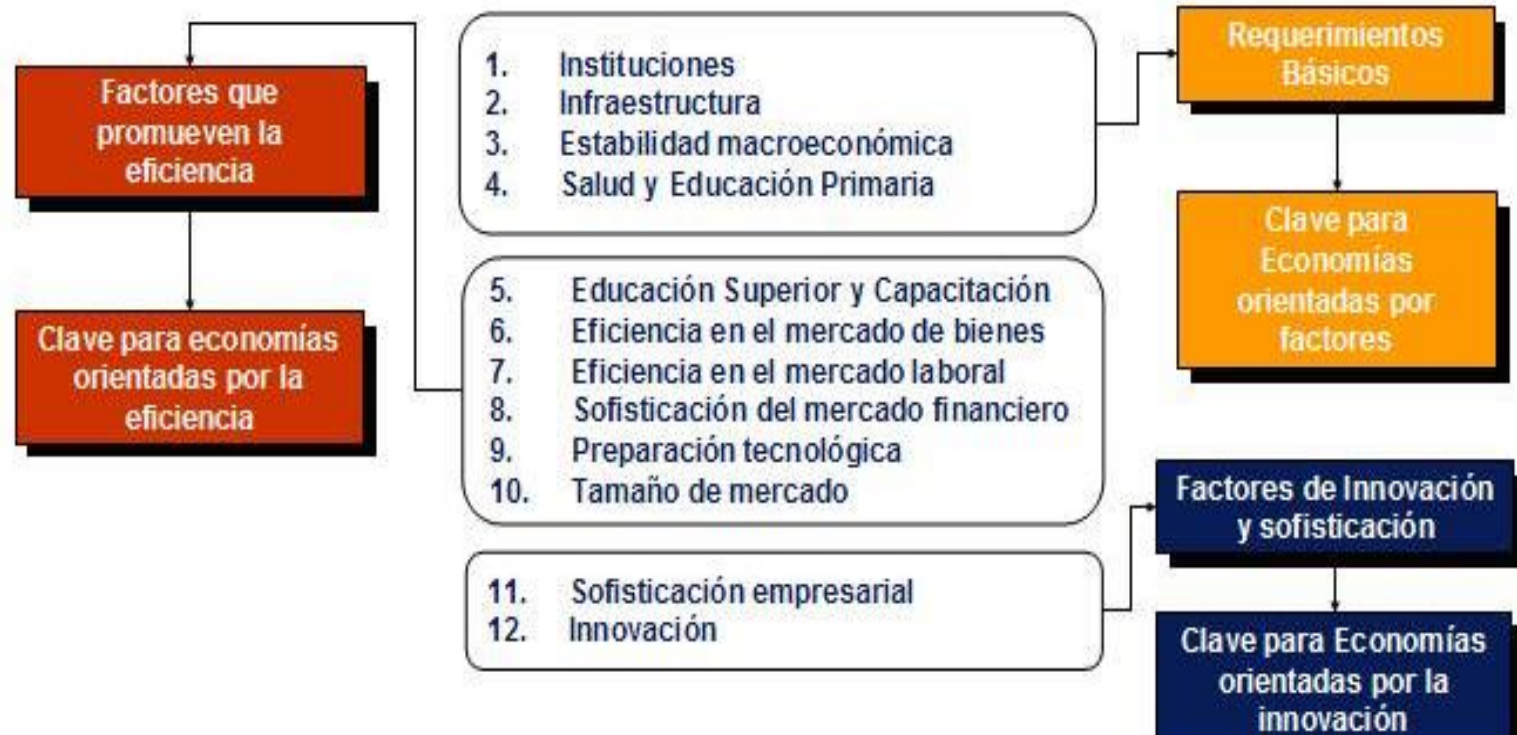 Factores que
promueven la
eficiencia
Clave para economías
orientadas por la
eficiencia
1. Instituciones
2. Infraestructura
3. Estabilidad macroeconómica
4. Salud y Educación Primaria
5. Educación Superior y Capacitación
6. Eficiencia en el mercado de bienes
7. Eficiencia en el mercado laboral
8. Sofisticación del mercado financiero
9. Preparación tecnológica
10. Tamaño de mercado
11. Sofisticación empresarial
12. Innovación
Requerimientos
Básicos
Clave para
Economías
orientadas por
factores
Factores de Innovación
y sofisticación
Clave para Economías
orientadas por la
innovación